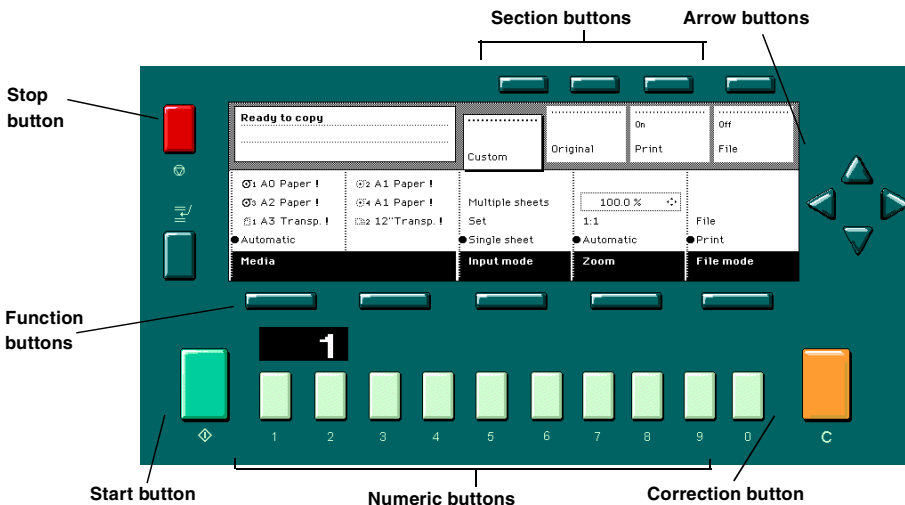 Section buttons
Arrow buttons
Stop
button
Ready to copy
Custom
Original
On
Print
Off
File
1 A0 Paper !
2 A1 Paper !
3 A2 Paper !
4 A1 Paper !
Multiple sheets
100.0 %
1 A3 Transp. !
2 12"Transp. !
Set
1:1
File
Automatic
Single sheet
Automatic
Print
Media
Input mode
Zoom
File mode
Function
buttons
1
1 2 3 4 5 6 7 8 9 0
C
Start button
Numeric buttons
Correction button